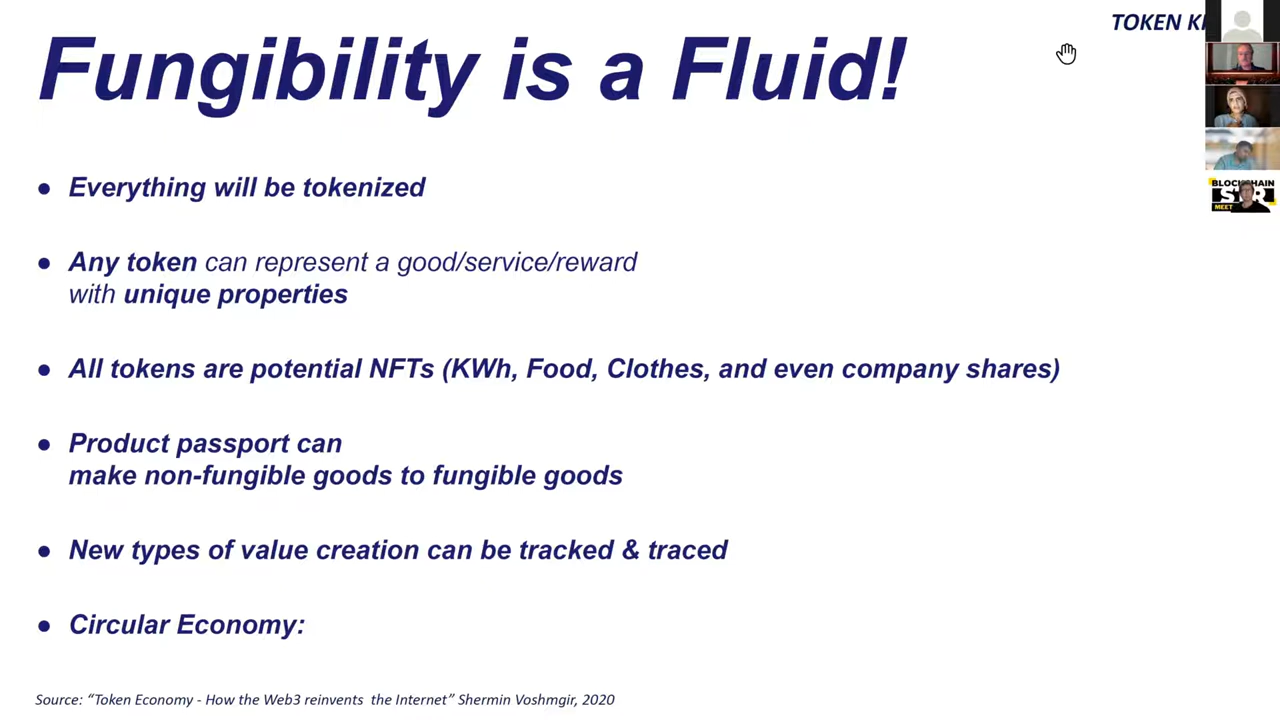 TOKEN
Fungibility is a Fluid!
● Everything will be tokenized
● Any token can represent a good/service/reward
with unique properties
● All tokens are potential NFTs (KWh, Food, Clothes, and even company shares)
● Product passport can
make non-fungible goods to fungible goods
● New types of value creation can be tracked & traced
● Circular Economy:
Source: “Token Economy - How the Web3 reinvents the Internet” Shermin Voshmgir, 2020
MEET